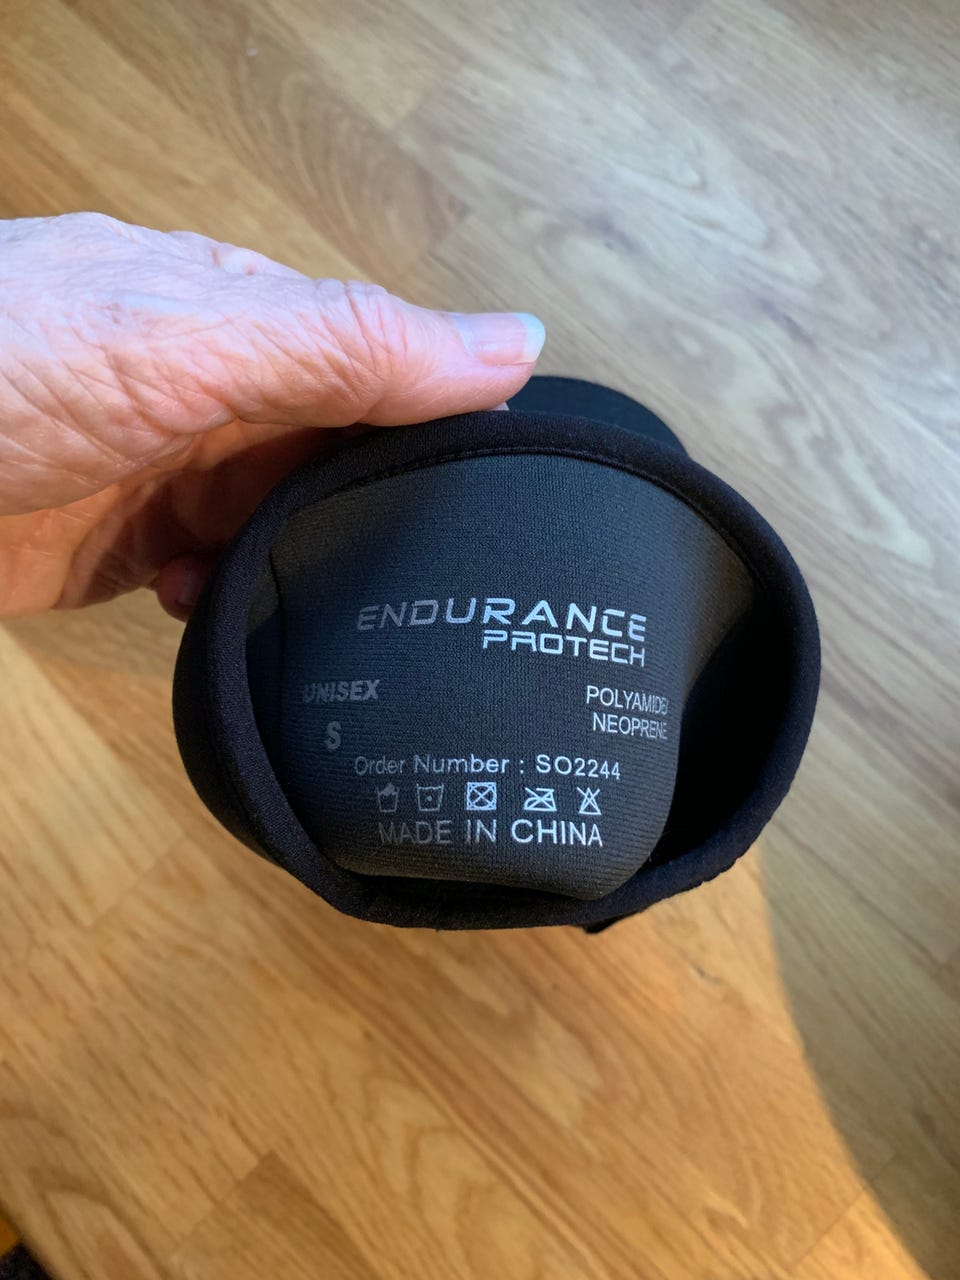 ENDURANCE
PROTECH
UNISEX
S
POLYAMIDE/
NEOPRENE
Order Number : SO2244
MADE IN CHINA